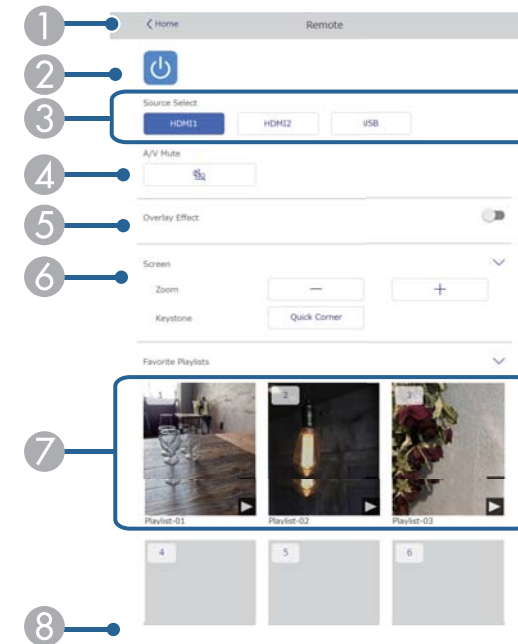 1
< Home Remote
2
3
Source Select
HDMI1 HDMI2 USB
4
A/V Mute
5
Overlay Effect
6
Screen
Zoom − +
Keystone Quick Corner
Favorite Playlists
7
1 2 3
Playlist-01 Playlist-02 Playlist-03
4 5 6
8